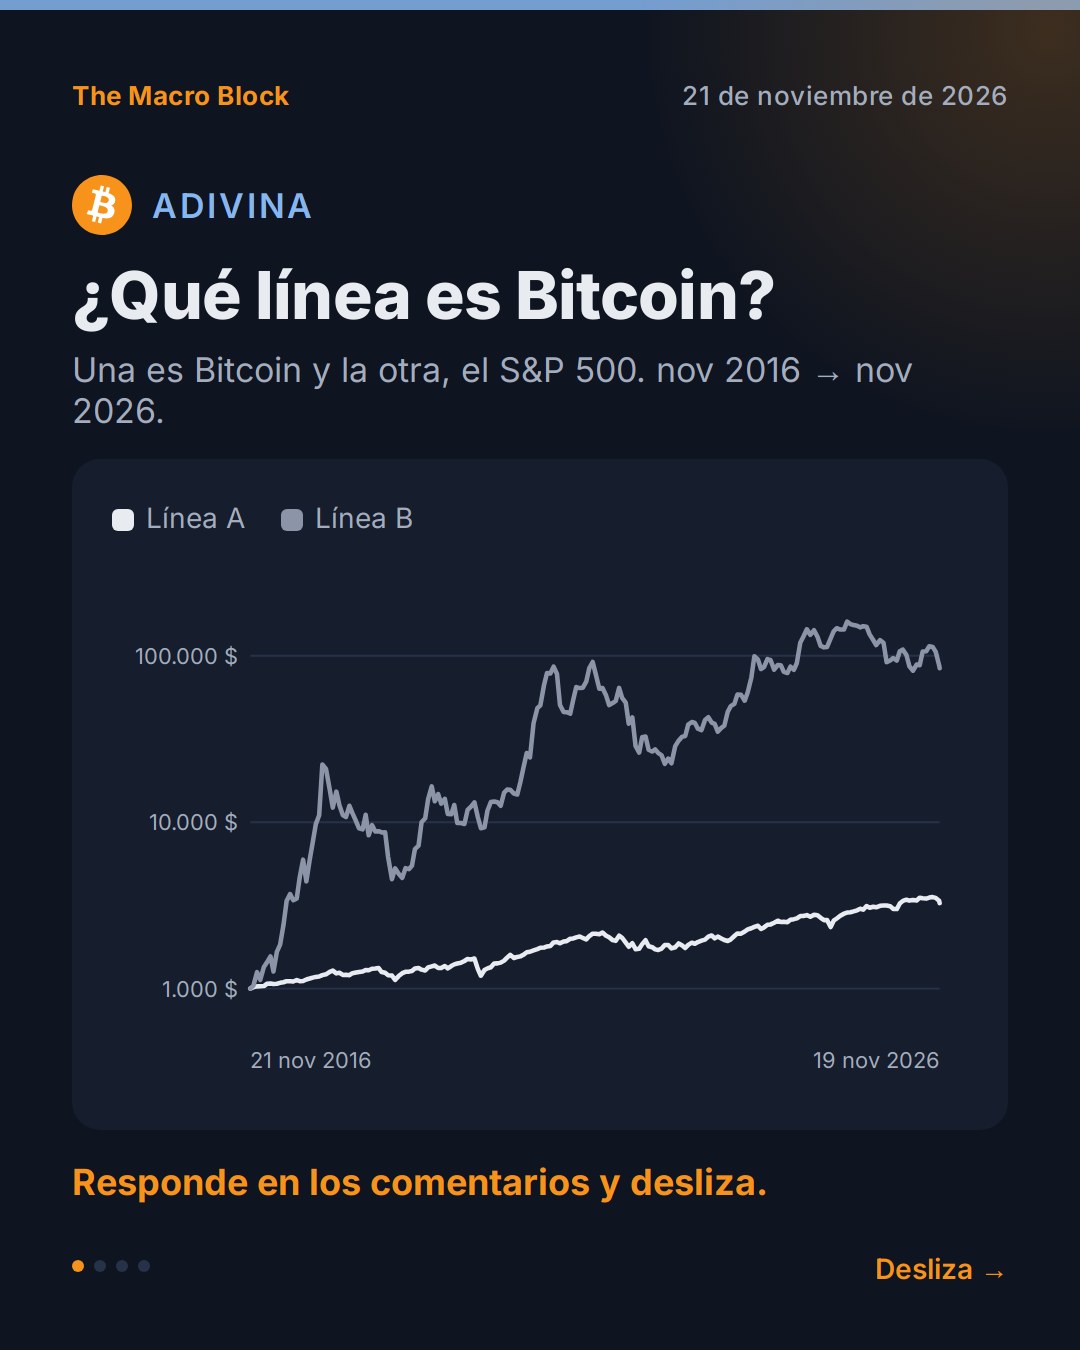 The Macro Block
21 de noviembre de 2026
ADIVINA
¿Qué línea es Bitcoin?
Una es Bitcoin y la otra, el S&P 500. nov 2016 → nov
2026.
Línea A
Línea B
100.000 $
10.000 $
1.000 $
21 nov 2016
19 nov 2026
Responde en los comentarios y desliza.
Desliza →